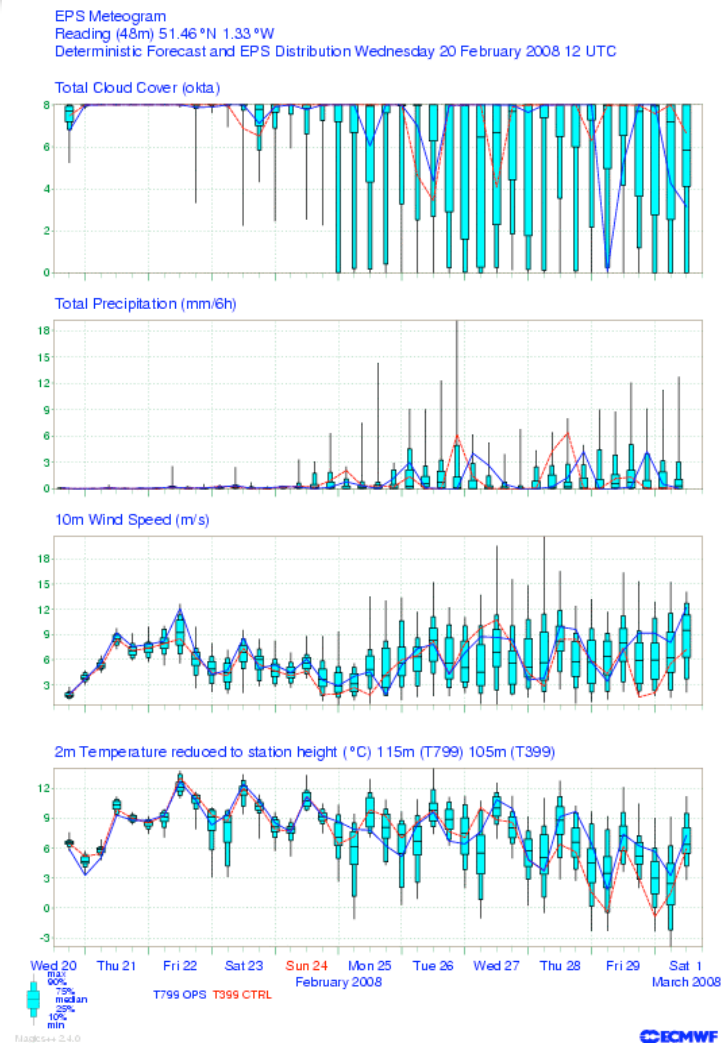 EPS Meteogram
Reading (48m) 51.46 °N 1.33 °W
Deterministic Forecast and EPS Distribution Wednesday 20 February 2008 12 UTC
Total Cloud Cover (okta)
8
6
4
2
0
Total Precipitation (mm/6h)
18
15
12
9
6
3
0
10m Wind Speed (m/s)
18
15
12
9
6
3
2m Temperature reduced to station height (°C) 115m (T799) 105m (T399)
12
9
6
3
0
-3
Wed 20 Thu 21 Fri 22 Sat 23 Sun 24 Mon 25 Tue 26 Wed 27 Thu 28 Fri 29 Sat 1
February 2008 March 2008
max
90%
75%
median
25%
10%
min
T799 OPS T399 CTRL
Magics++ 2.4.0
ECMWF